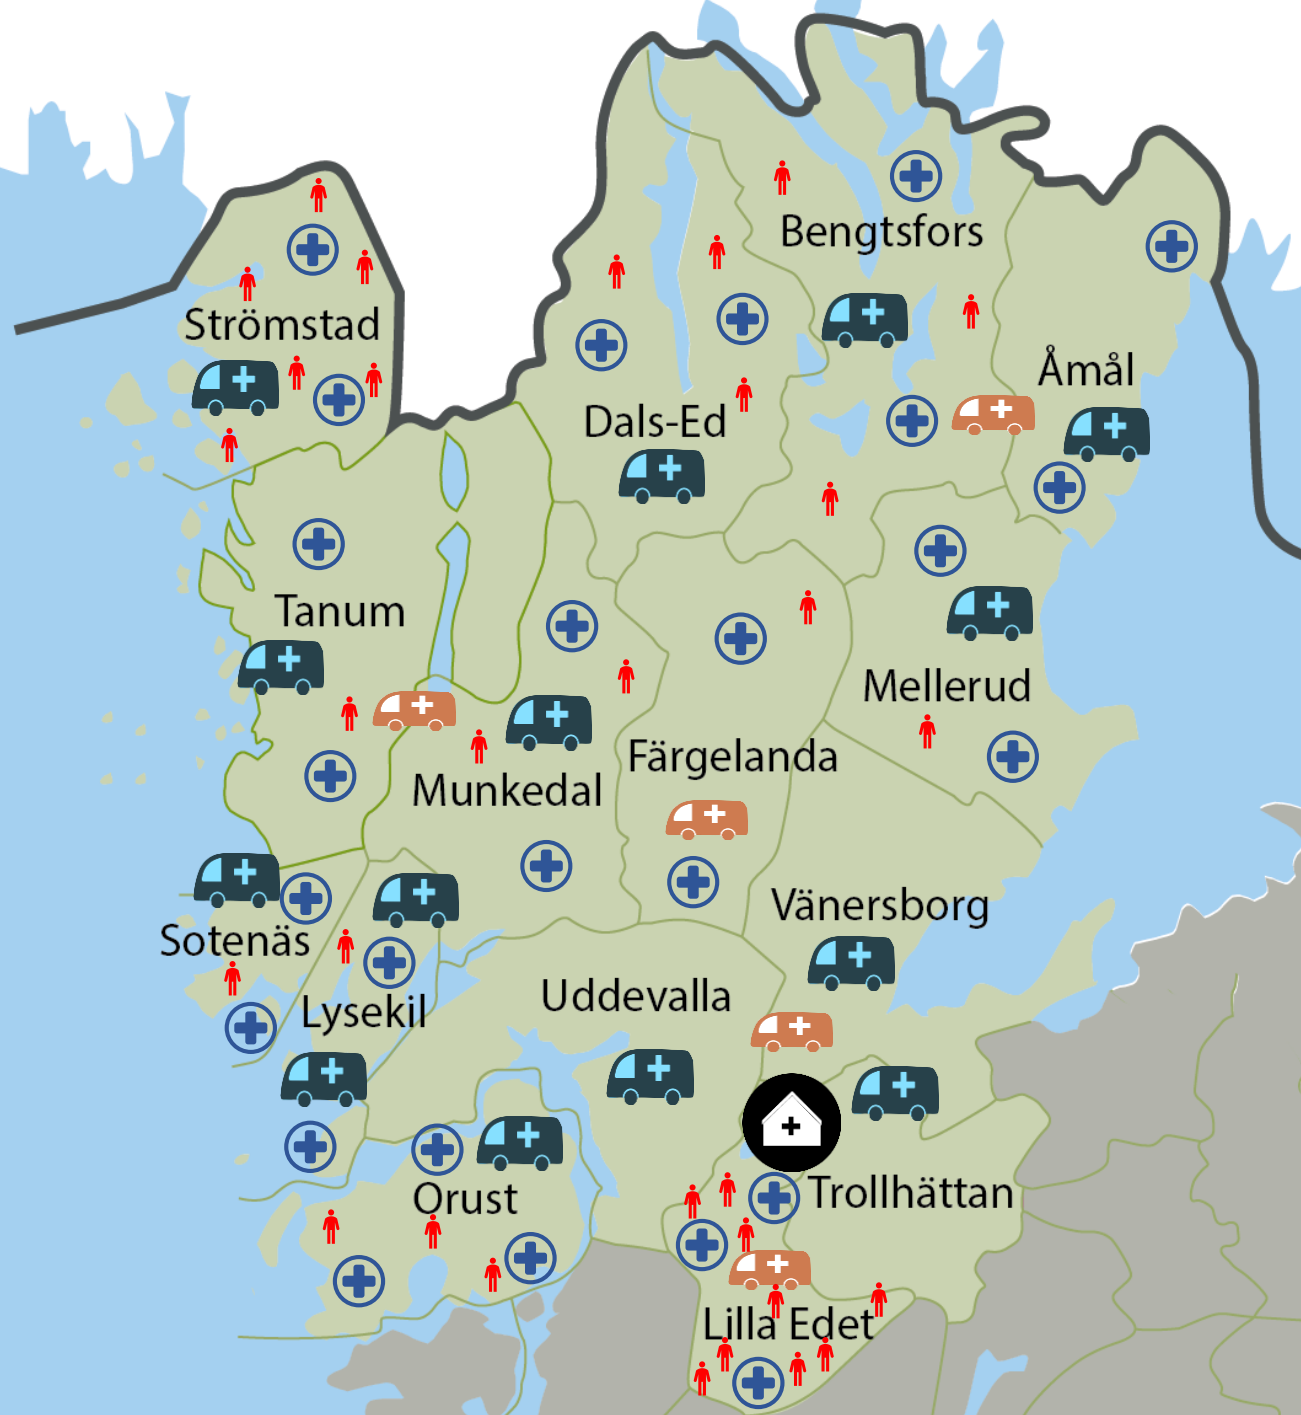 Bengtsfors
Strömstad
Åmål
Dals-Ed
Tanum
Mellerud
Färgelanda
Munkedal
Vänersborg
Sotenäs
Uddevalla
Lysekil
Trollhättan
Orust
Lilla Edet